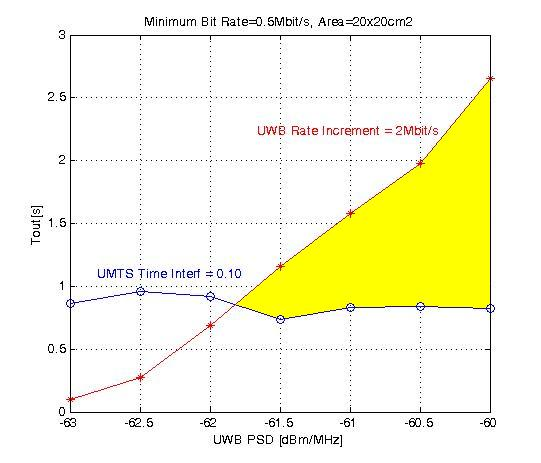 Minimum Bit Rate=0.5Mbit/s, Area=20x20cm2
3
2.5
2
1.5
1
0.5
0
Tout[s]
UWB Rate Increment = 2Mbit/s
UMTS Time Interf = 0.10
-63 -62.5 -62 -61.5 -61 -60.5 -60
UWB PSD [dBm/MHz]